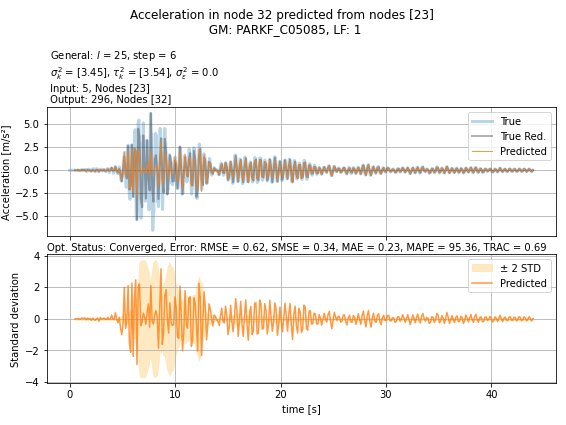 Acceleration in node 32 predicted from nodes [23]
GM: PARKF_C05085, LF: 1
General: l = 25, step = 6
σ²ₖ = [3.45], τ²ₖ = [3.54], σ²ε = 0.0
Input: 5, Nodes [23]
Output: 296, Nodes [32]
Acceleration [m/s²]
5.0
2.5
0.0
−2.5
−5.0
True
True Red.
Predicted
Opt. Status: Converged, Error: RMSE = 0.62, SMSE = 0.34, MAE = 0.23, MAPE = 95.36, TRAC = 0.69
Standard deviation
4
2
0
−2
−4
± 2 STD
Predicted
0
10
20
30
40
time [s]